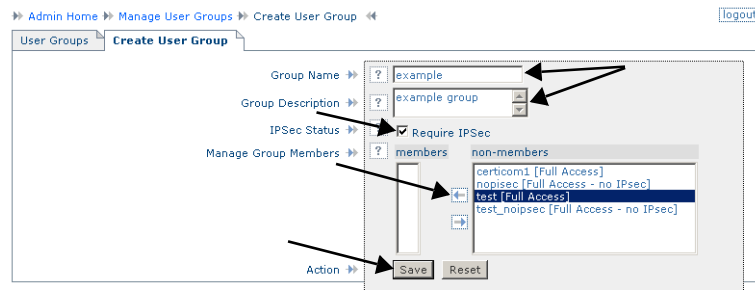 Admin Home Manage User Groups Create User Group logout
User Groups Create User Group
Group Name ? example
Group Description ? example group
IPSec Status ? Require IPSec
Manage Group Members ? members non-members
certicom1 [Full Access]
nopisec [Full Access - no IPsec]
test [Full Access]
test_noipsec [Full Access - no IPsec]
Action Save Reset